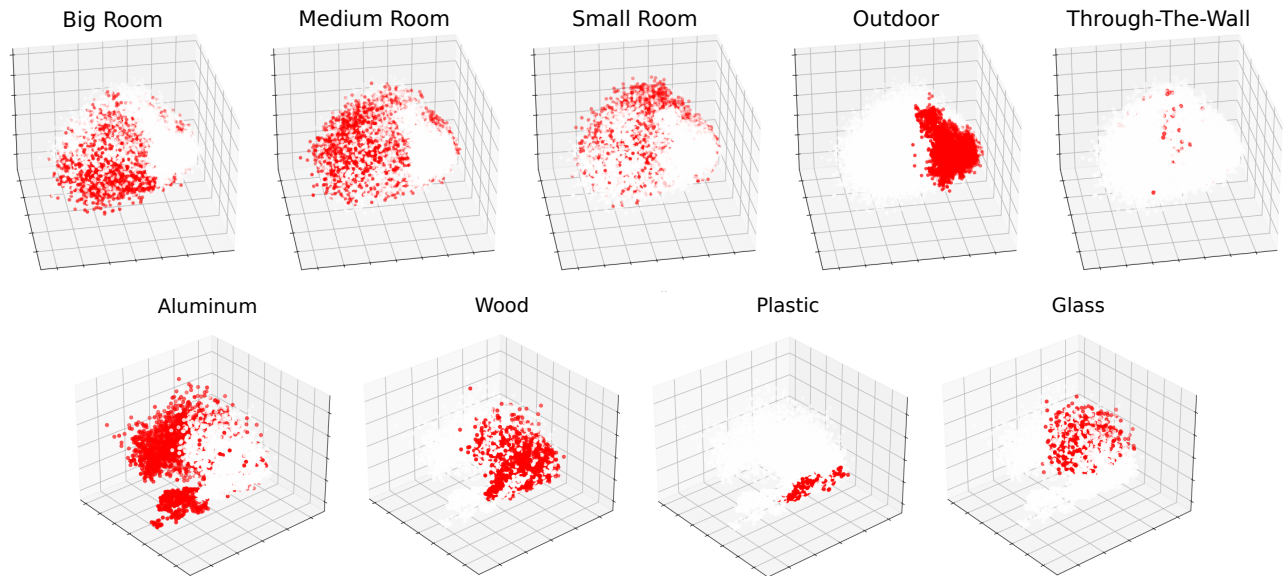 Big Room
Medium Room
Small Room
Outdoor
Through-The-Wall
Aluminum
Wood
Plastic
Glass